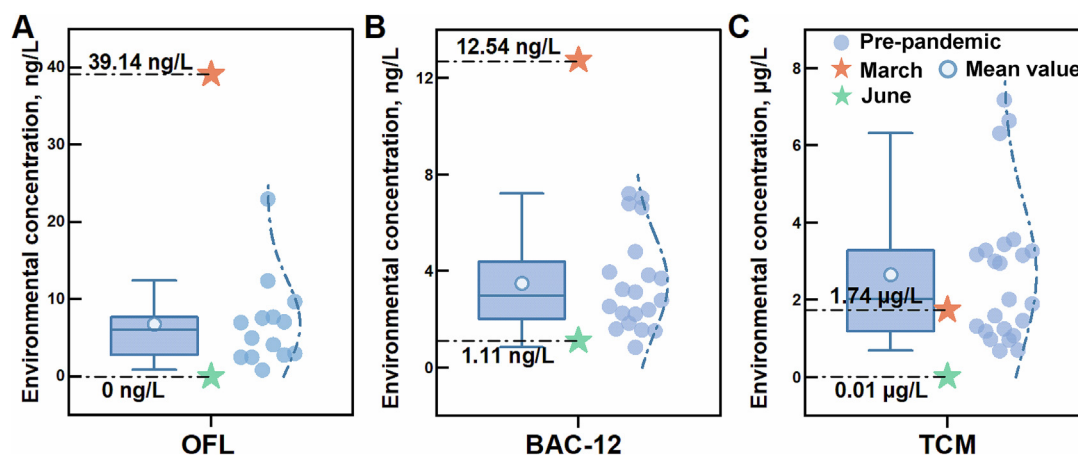 A
Environmental concentration, ng/L
40
30
20
10
0
39.14 ng/L
0 ng/L
OFL
B
Environmental concentration, ng/L
12
8
4
0
12.54 ng/L
1.11 ng/L
BAC-12
C
Environmental concentration, µg/L
8
6
4
2
0
Pre-pandemic
March
Mean value
June
1.74 µg/L
0.01 µg/L
TCM